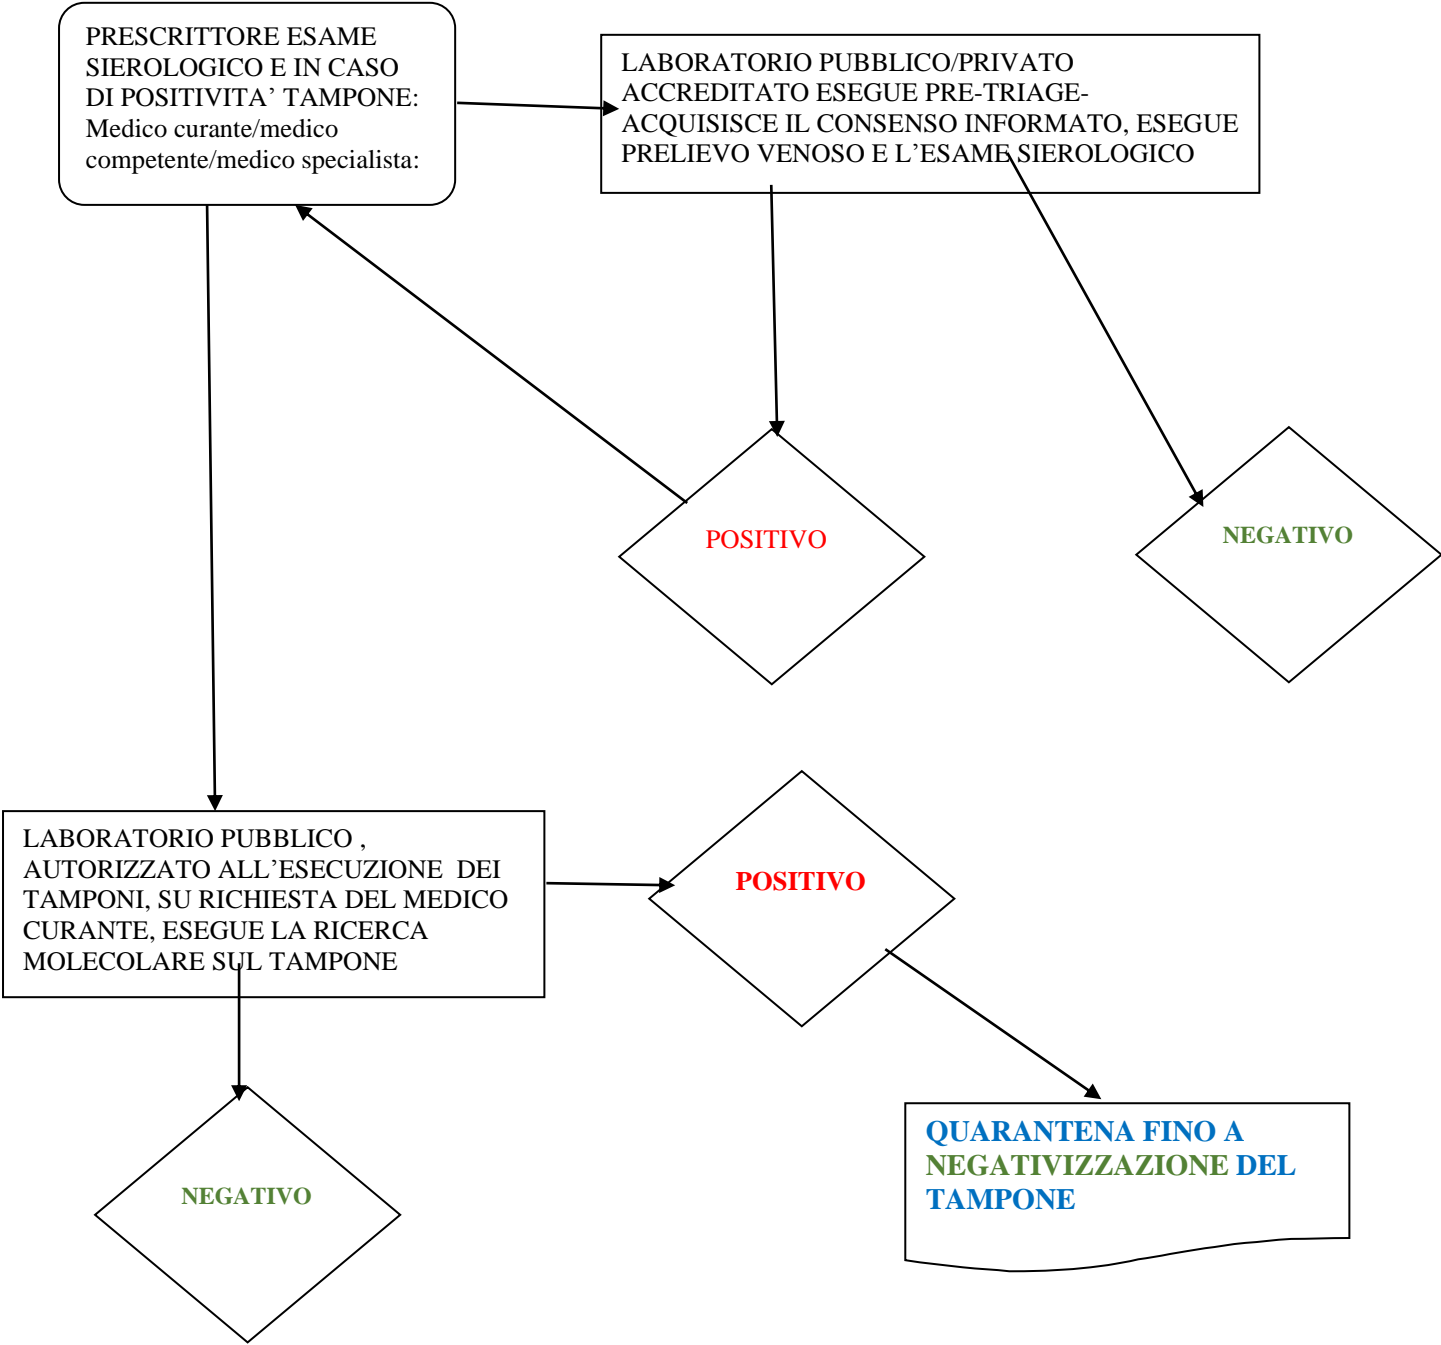 PRESCRITTORE ESAME
SIEROLOGICO E IN CASO
DI POSITIVITA’ TAMPONE:
Medico curante/medico
competente/medico specialista:
LABORATORIO PUBBLICO/PRIVATO
ACCREDITATO ESEGUE PRE-TRIAGE-
ACQUISISCE IL CONSENSO INFORMATO, ESEGUE
PRELIEVO VENOSO E L’ESAME SIEROLOGICO
POSITIVO
NEGATIVO
LABORATORIO PUBBLICO ,
AUTORIZZATO ALL’ESECUZIONE DEI
TAMPONI, SU RICHIESTA DEL MEDICO
CURANTE, ESEGUE LA RICERCA
MOLECOLARE SUL TAMPONE
POSITIVO
NEGATIVO
QUARANTENA FINO A
NEGATIVIZZAZIONE DEL
TAMPONE